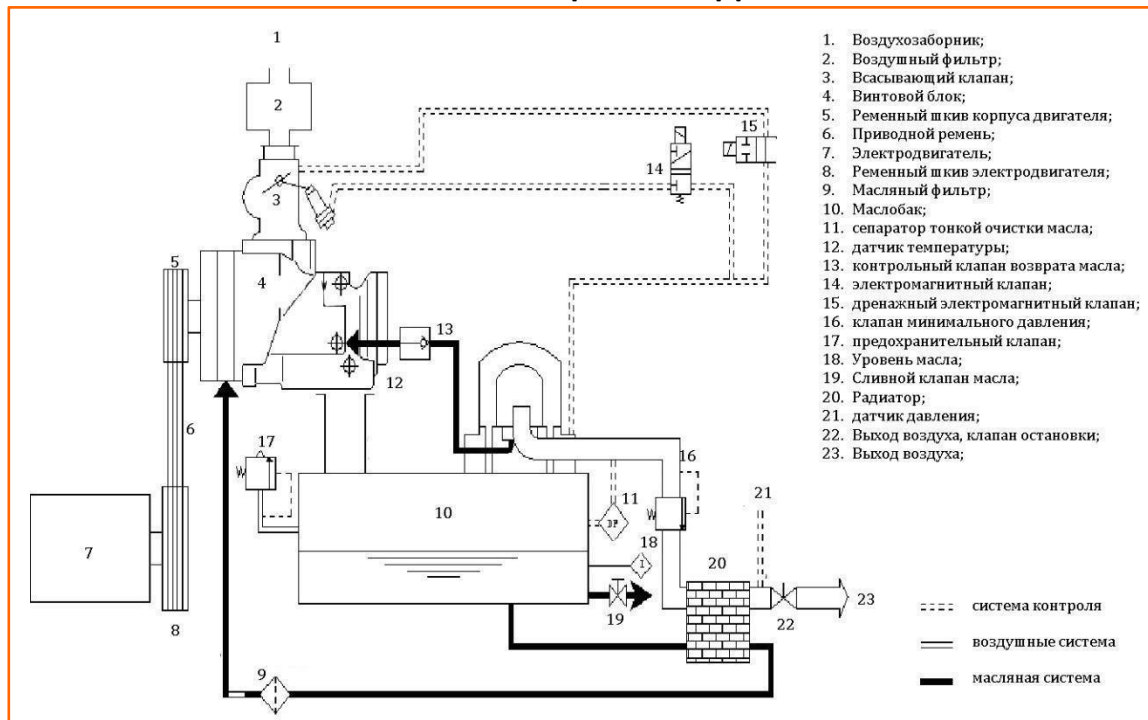 1
2
3
4
5
6
7
8
9
10
11
12
13
14
15
16
17
18
19
20
21
22
23
DP
I
1. Воздухозаборник;
2. Воздушный фильтр;
3. Всасывающий клапан;
4. Винтовой блок;
5. Ременный шкив корпуса двигателя;
6. Приводной ремень;
7. Электродвигатель;
8. Ременный шкив электродвигателя;
9. Масляный фильтр;
10. Маслобак;
11. сепаратор тонкой очистки масла;
12. датчик температуры;
13. контрольный клапан возврата масла;
14. электромагнитный клапан;
15. дренажный электромагнитный клапан;
16. клапан минимального давления;
17. предохранительный клапан;
18. Уровень масла;
19. Сливной клапан масла;
20. Радиатор;
21. датчик давления;
22. Выход воздуха, клапан остановки;
23. Выход воздуха;
система контроля
воздушные система
масляная система